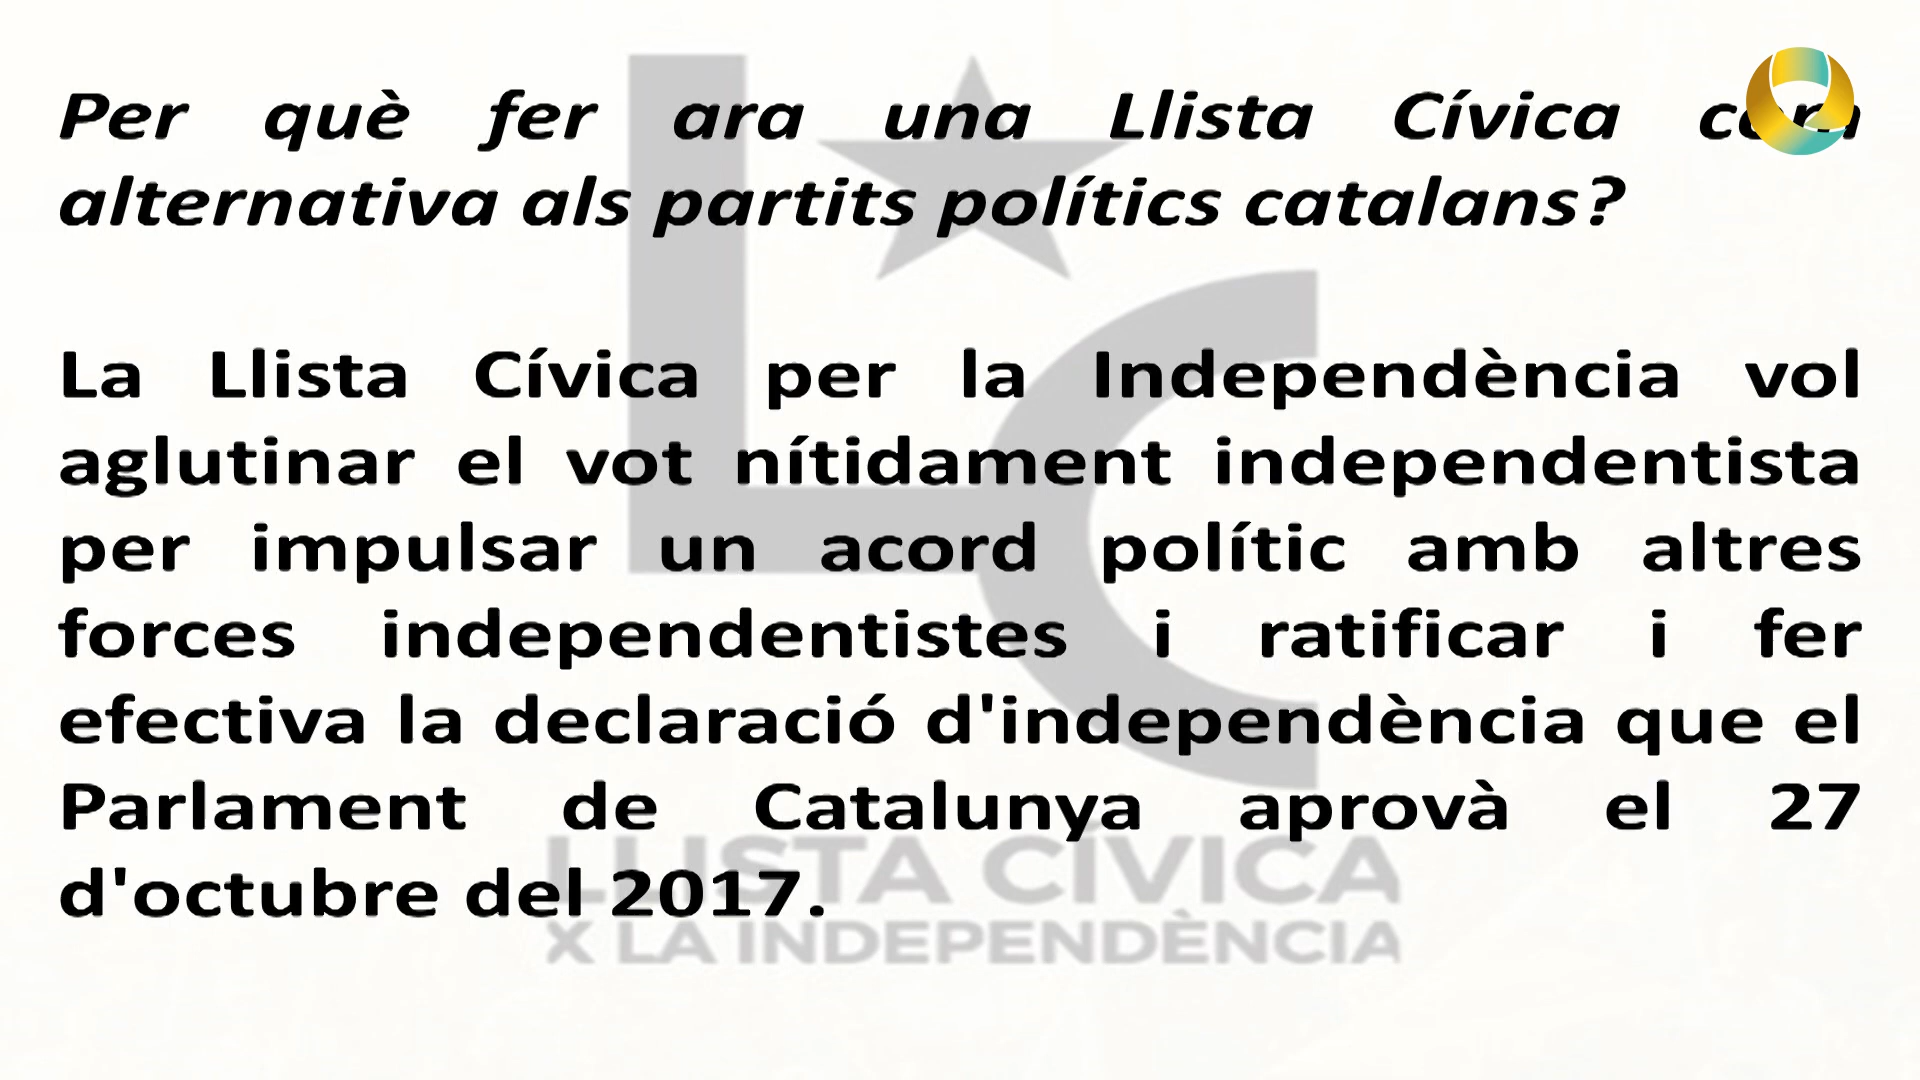 Per què fer ara una Llista Cívica com
alternativa als partits polítics catalans?
La Llista Cívica per la Independència vol
aglutinar el vot nítidament independentista
per impulsar un acord polític amb altres
forces independentistes i ratificar i fer
efectiva la declaració d'independència que el
Parlament de Catalunya aprovà el 27
d'octubre del 2017.
LC
LLISTA CÍVICA
X LA INDEPENDÈNCIA